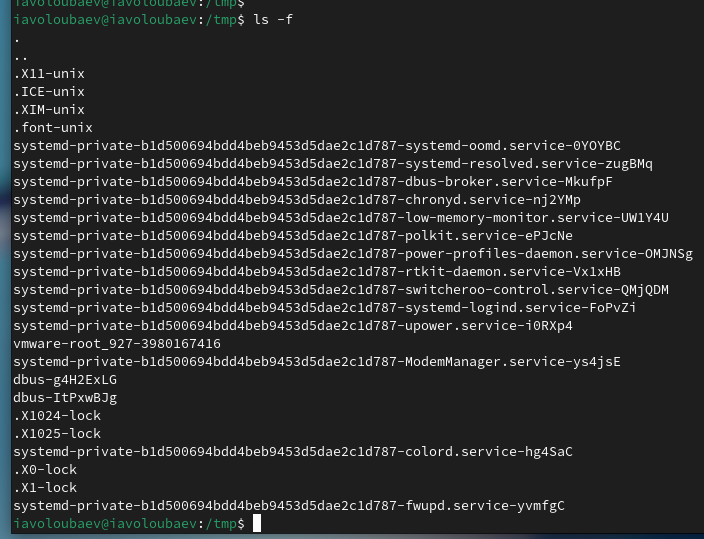 iavoloubaev@iavoloubaev:/tmp$
iavoloubaev@iavoloubaev:/tmp$ ls -f
.
..
.X11-unix
.ICE-unix
.XIM-unix
.font-unix
systemd-private-b1d500694bdd4beb9453d5dae2c1d787-systemd-oomd.service-0YOYBC
systemd-private-b1d500694bdd4beb9453d5dae2c1d787-systemd-resolved.service-zugBMq
systemd-private-b1d500694bdd4beb9453d5dae2c1d787-dbus-broker.service-MkufpF
systemd-private-b1d500694bdd4beb9453d5dae2c1d787-chronyd.service-nj2YMp
systemd-private-b1d500694bdd4beb9453d5dae2c1d787-low-memory-monitor.service-UW1Y4U
systemd-private-b1d500694bdd4beb9453d5dae2c1d787-polkit.service-ePJcNe
systemd-private-b1d500694bdd4beb9453d5dae2c1d787-power-profiles-daemon.service-OMJNSg
systemd-private-b1d500694bdd4beb9453d5dae2c1d787-rtkit-daemon.service-Vx1xHB
systemd-private-b1d500694bdd4beb9453d5dae2c1d787-switcheroo-control.service-QMjQDM
systemd-private-b1d500694bdd4beb9453d5dae2c1d787-systemd-logind.service-FoPvZi
systemd-private-b1d500694bdd4beb9453d5dae2c1d787-upower.service-i0RXp4
vmware-root_927-3980167416
systemd-private-b1d500694bdd4beb9453d5dae2c1d787-ModemManager.service-ys4jsE
dbus-g4H2ExLG
dbus-ItPxwBJg
.X1024-lock
.X1025-lock
systemd-private-b1d500694bdd4beb9453d5dae2c1d787-colord.service-hg4SaC
.X0-lock
.X1-lock
systemd-private-b1d500694bdd4beb9453d5dae2c1d787-fwupd.service-yvmfgC
iavoloubaev@iavoloubaev:/tmp$